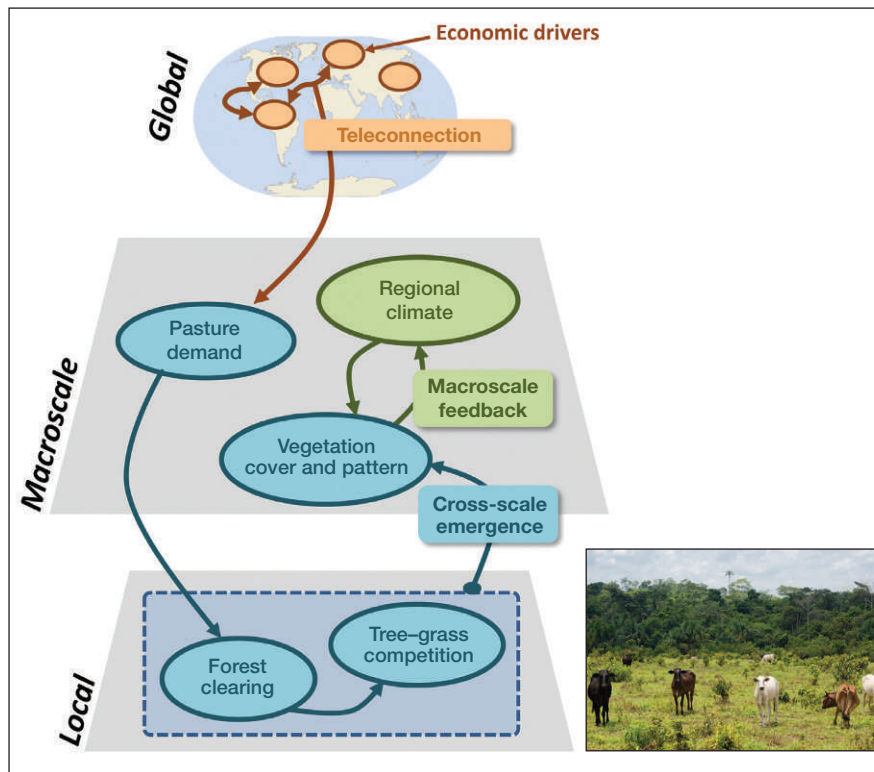 Economic drivers
Global
Teleconnection
Macroscale
Regional
climate
Pasture
demand
Macroscale
feedback
Vegetation
cover and pattern
Cross-scale
emergence
Local
Tree–grass
competition
Forest
clearing